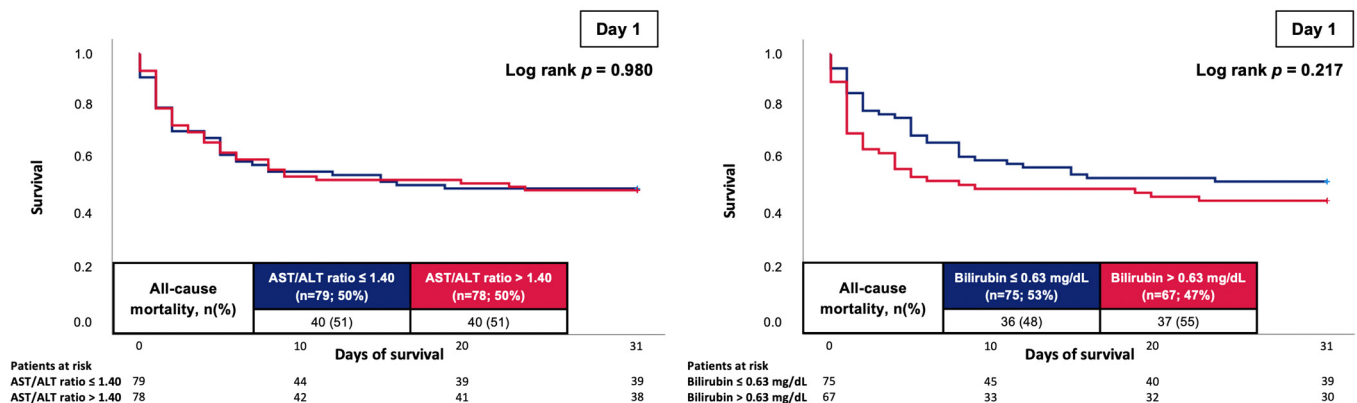 Day 1
Log rank p = 0.980
1.0
0.8
0.6
0.4
0.2
0.0
Survival
All-cause mortality, n(%)
AST/ALT ratio ≤ 1.40
(n=79; 50%)
AST/ALT ratio > 1.40
(n=78; 50%)
40 (51)
40 (51)
0 10 20 31
Days of survival
Patients at risk
AST/ALT ratio ≤ 1.40 79 44 39 39
AST/ALT ratio > 1.40 78 42 41 38
Day 1
Log rank p = 0.217
1.0
0.8
0.6
0.4
0.2
0.0
Survival
All-cause
mortality, n(%)
Bilirubin ≤ 0.63 mg/dL
(n=75; 53%)
Bilirubin > 0.63 mg/dL
(n=67; 47%)
36 (48)
37 (55)
0 10 20 31
Days of survival
Patients at risk
Bilirubin ≤ 0.63 mg/dL 75 45 40 39
Bilirubin > 0.63 mg/dL 67 33 32 30